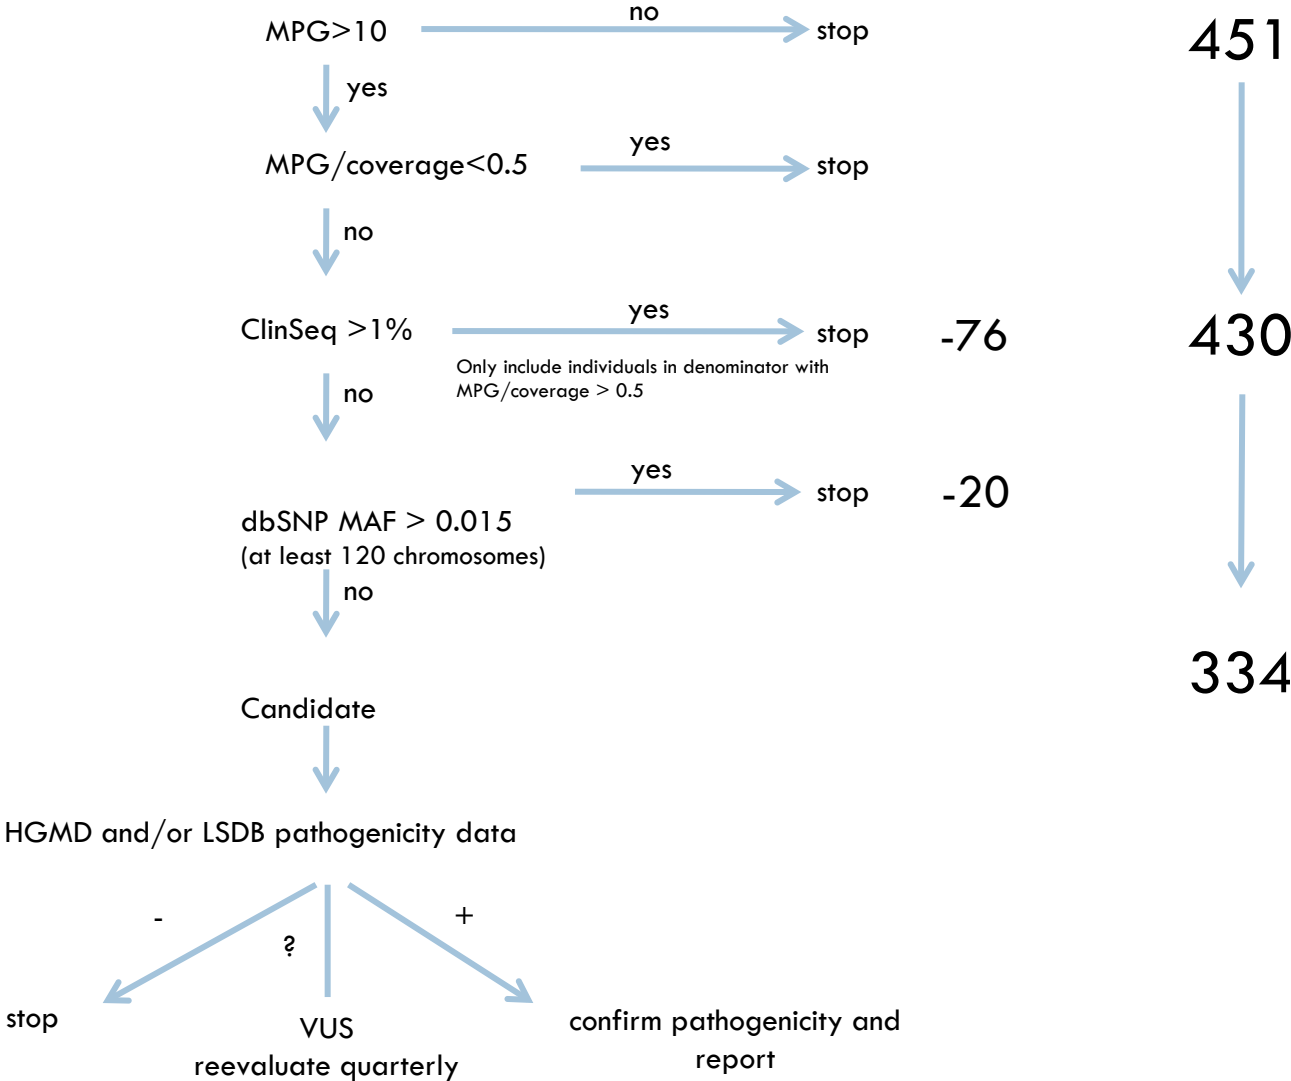 MPG>10
no
stop
451
yes
MPG/coverage<0.5
yes
stop
no
ClinSeq >1%
yes
stop
-76
430
Only include individuals in denominator with
MPG/coverage > 0.5
no
yes
stop
-20
dbSNP MAF > 0.015
(at least 120 chromosomes)
no
334
Candidate
HGMD and/or LSDB pathogenicity data
-
?
+
stop
VUS
reevaluate quarterly
confirm pathogenicity and
report